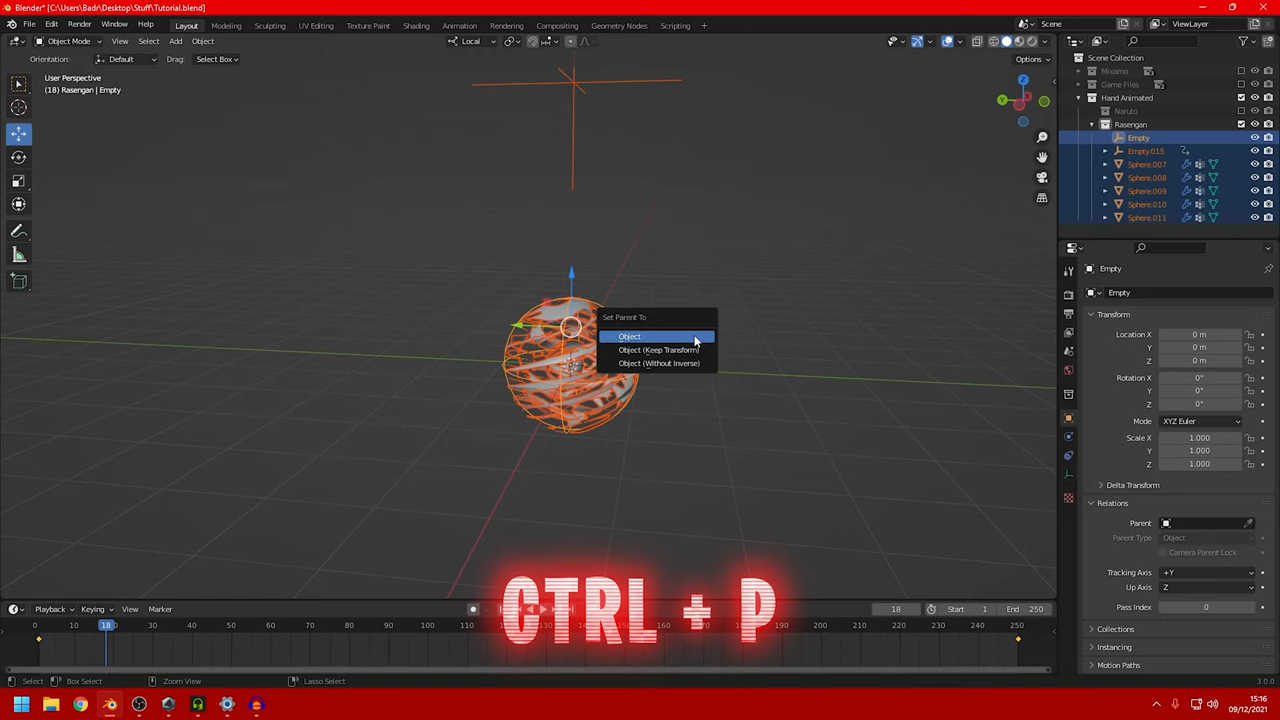 Blender* [C:\Users\Badr\Desktop\Stuff\Tutorial.blend]
File Edit Render Window Help Layout Modeling Sculpting UV Editing Texture Paint Shading Animation Rendering Compositing Geometry Nodes Scripting + Scene ViewLayer
Object Mode View Select Add Object Local
Orientation: Default Drag: Select Box Options
User Perspective
(18) Rasengan | Empty
Z
Y
X
Scene Collection
Mixamo
Game Files
Hand Animated
Naruto
Rasengan
Empty
Empty.015
Sphere.007
Sphere.008
Sphere.009
Sphere.010
Sphere.011
Set Parent To
Object
Object (Keep Transform)
Object (Without Inverse)
Empty
Empty
Transform
Location X 0 m
Y 0 m
Z 0 m
Rotation X 0°
Y 0°
Z 0°
Mode XYZ Euler
Scale X 1.000
Y 1.000
Z 1.000
Delta Transform
Relations
Parent
Parent Type Object
Camera Parent Lock
Tracking Axis +Y
Up Axis Z
Pass Index 0
Collections
Instancing
Motion Paths
CTRL + P
Playback Keying View Marker 18 Start 1 End 250
0 10 18 30 40 50 60 70 80 90 100 110 120 130 140 150 160 170 180 190 200 210 220 230 240 250
Select Box Select Zoom View Lasso Select 3.0.0
15:16
09/12/2021